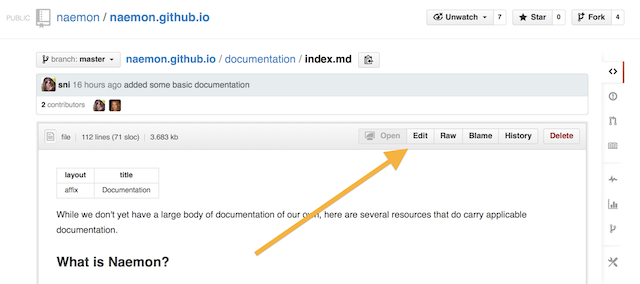 PUBLIC naemon / naemon.github.io Unwatch 7 Star 0 Fork 4
branch: master naemon.github.io / documentation / index.md
sni 16 hours ago added some basic documentation
2 contributors
file 112 lines (71 sloc) 3.683 kb Open Edit Raw Blame History Delete
layout title
affix Documentation
While we don't yet have a large body of documentation of our own, here are several resources that do carry applicable
documentation.
What is Naemon?